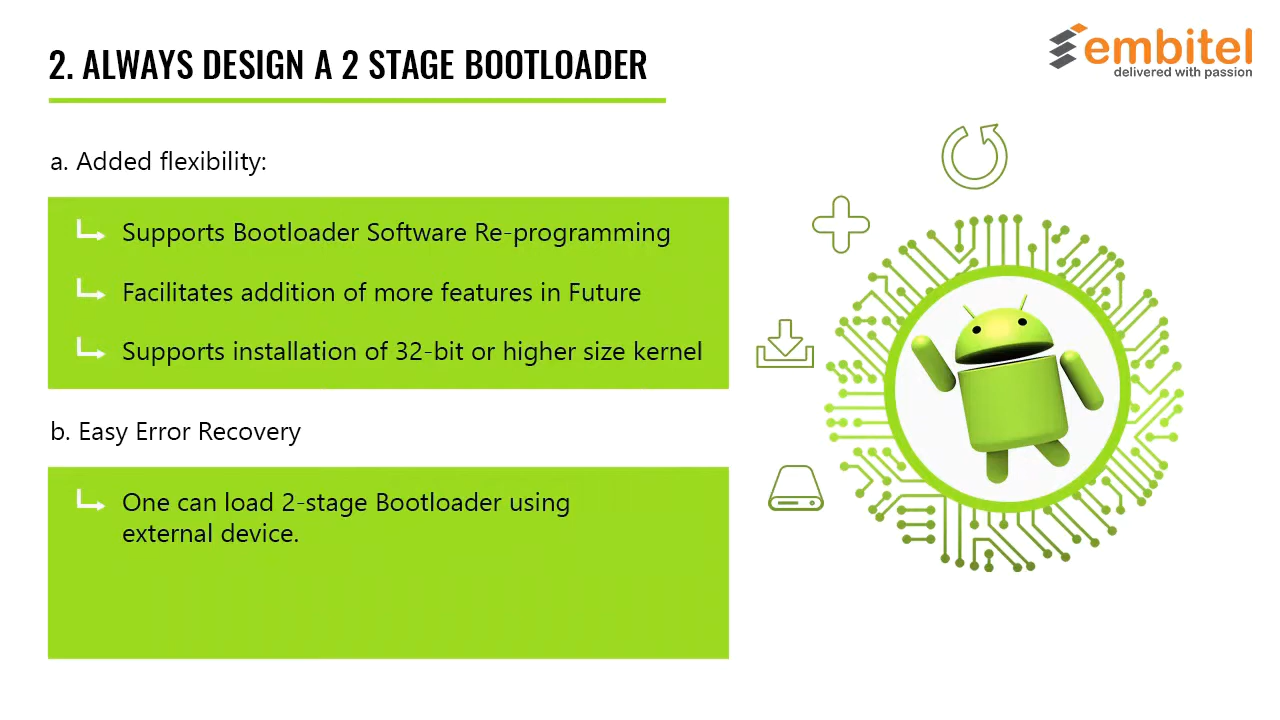 2. ALWAYS DESIGN A 2 STAGE BOOTLOADER
embitel
delivered with passion
a. Added flexibility:
Supports Bootloader Software Re-programming
Facilitates addition of more features in Future
Supports installation of 32-bit or higher size kernel
b. Easy Error Recovery
One can load 2-stage Bootloader using
external device.